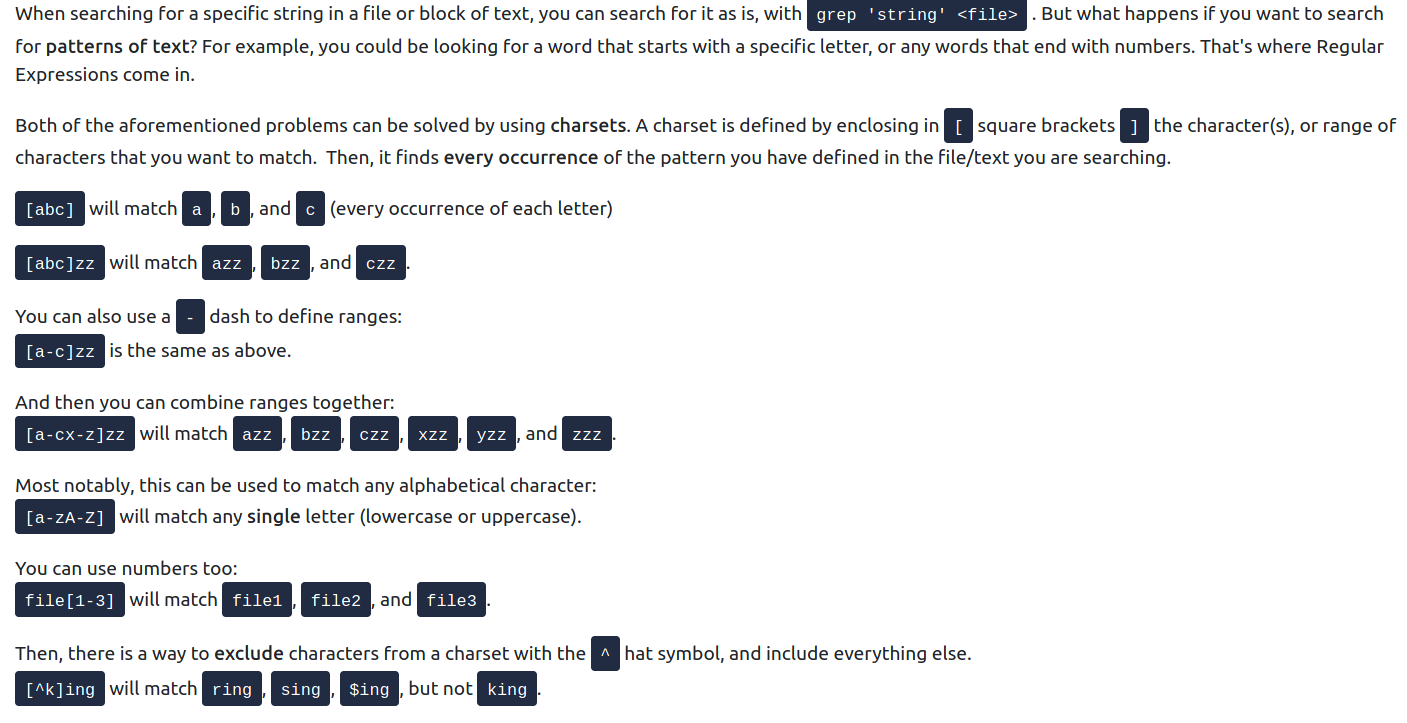 When searching for a specific string in a file or block of text, you can search for it as is, with grep 'string' <file> . But what happens if you want to search
for patterns of text? For example, you could be looking for a word that starts with a specific letter, or any words that end with numbers. That's where Regular
Expressions come in.
Both of the aforementioned problems can be solved by using charsets. A charset is defined by enclosing in [ square brackets ] the character(s), or range of
characters that you want to match. Then, it finds every occurrence of the pattern you have defined in the file/text you are searching.
[abc] will match a , b , and c (every occurrence of each letter)
[abc]zz will match azz , bzz , and czz .
You can also use a - dash to define ranges:
[a-c]zz is the same as above.
And then you can combine ranges together:
[a-cx-z]zz will match azz , bzz , czz , xzz , yzz , and zzz .
Most notably, this can be used to match any alphabetical character:
[a-zA-Z] will match any single letter (lowercase or uppercase).
You can use numbers too:
file[1-3] will match file1 , file2 , and file3 .
Then, there is a way to exclude characters from a charset with the ^ hat symbol, and include everything else.
[^k]ing will match ring , sing , $ing , but not king .